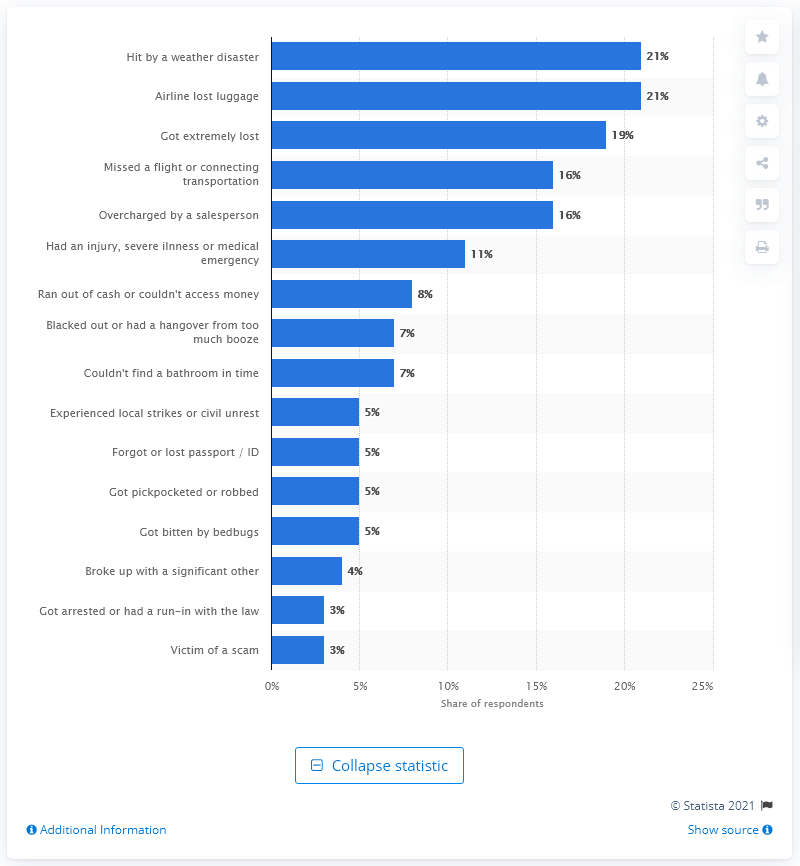 Hit by a weather disaster 21%
Airline lost luggage 21%
Got extremely lost 19%
Missed a flight or connecting
transportation 16%
Overcharged by a salesperson 16%
Had an injury, severe ilnness or medical
emergency 11%
Ran out of cash or couldn't access money 8%
Blacked out or had a hangover from too
much booze 7%
Couldn't find a bathroom in time 7%
Experienced local strikes or civil unrest 5%
Forgot or lost passport / ID 5%
Got pickpocketed or robbed 5%
Got bitten by bedbugs 5%
Broke up with a significant other 4%
Got arrested or had a run-in with the law 3%
Victim of a scam 3%
0% 5% 10% 15% 20% 25%
Share of respondents
Collapse statistic
© Statista 2021
Additional Information Show source